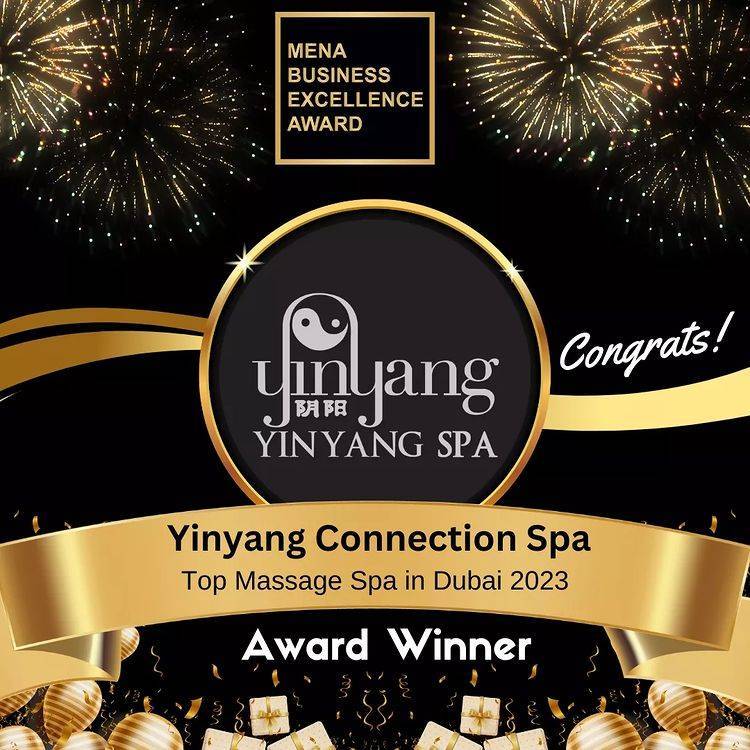 MENA
BUSINESS
EXCELLENCE
AWARD
Congrats!
yinyang
阴阳
YINYANG SPA
Yinyang Connection Spa
Top Massage Spa in Dubai 2023
Award Winner